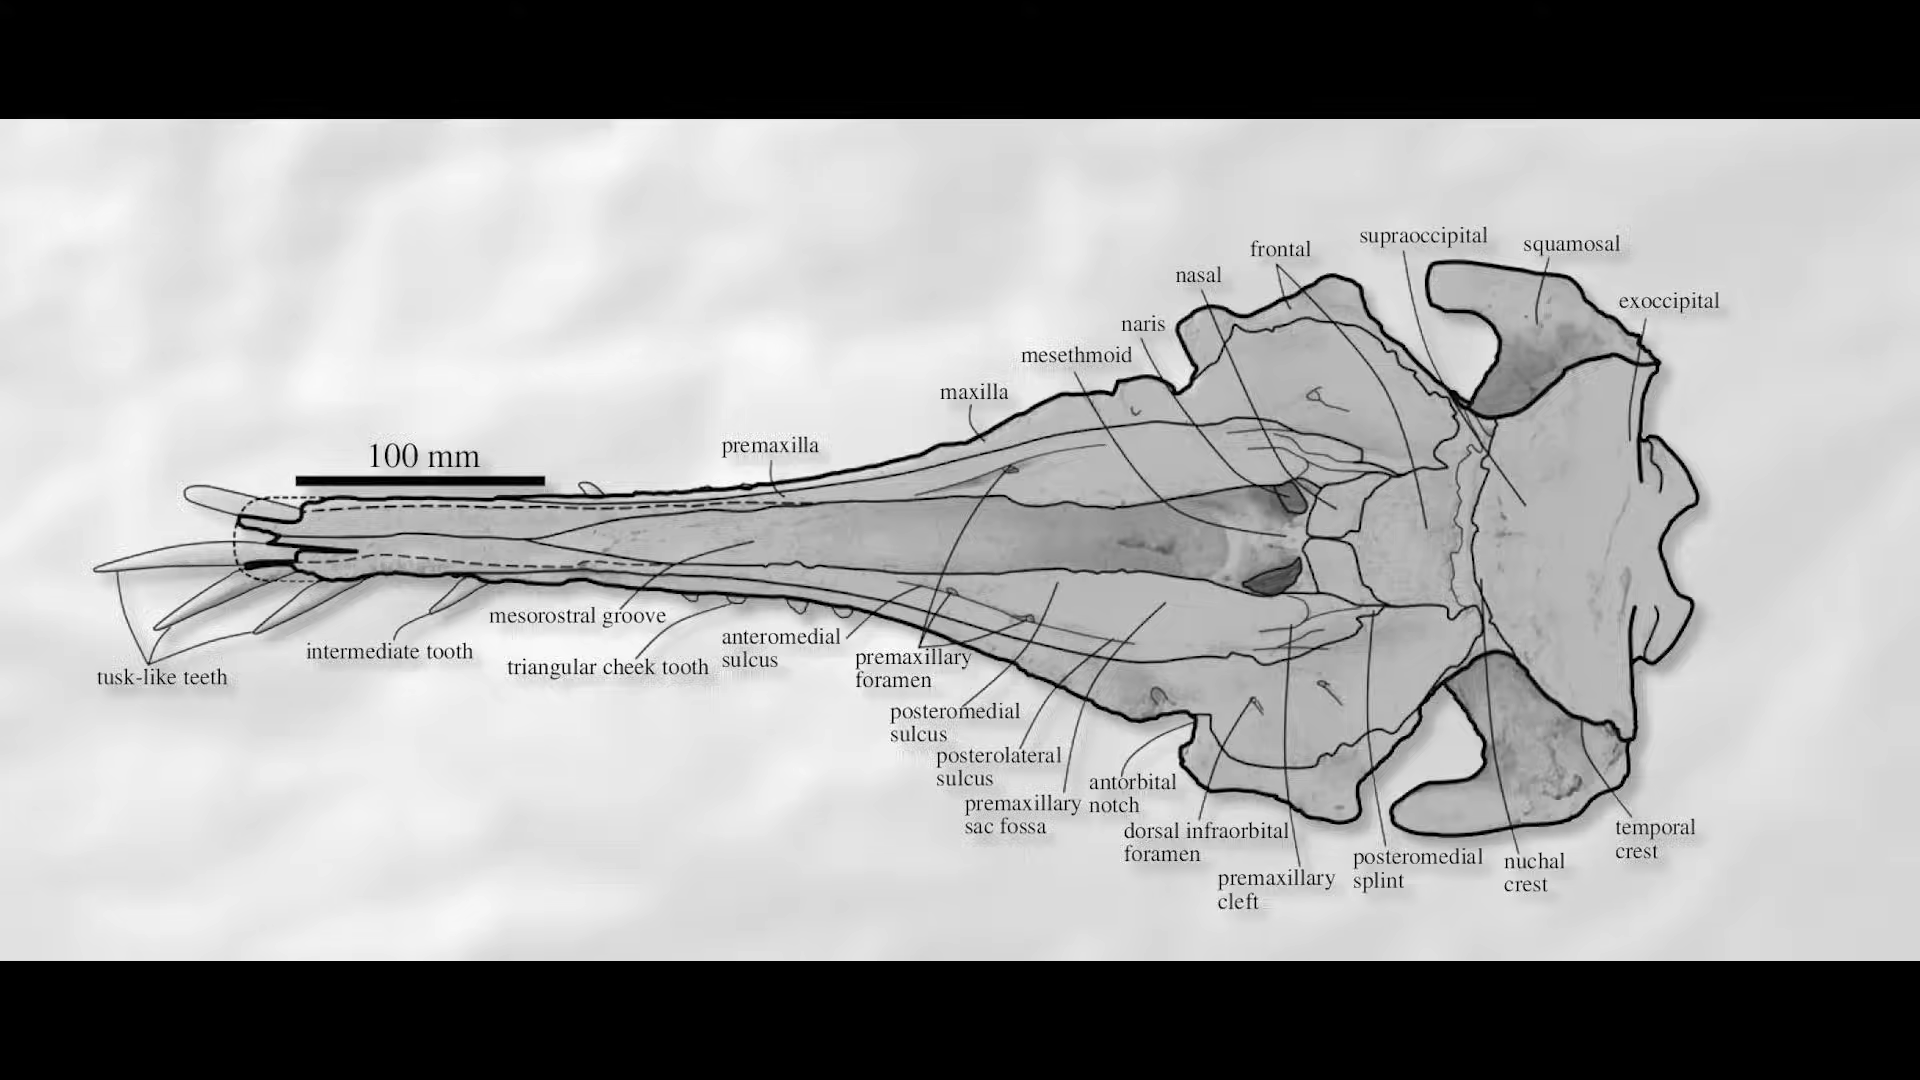 supraoccipital
squamosal
frontal
nasal
exoccipital
naris
mesethmoid
maxilla
premaxilla
100 mm
mesorostral groove
intermediate tooth
triangular cheek tooth
tusk-like teeth
anteromedial
sulcus
premaxillary
foramen
posteromedial
sulcus
posterolateral
sulcus
premaxillary
sac fossa
antorbital
notch
dorsal infraorbital
foramen
premaxillary
cleft
posteromedial
splint
nuchal
crest
temporal
crest